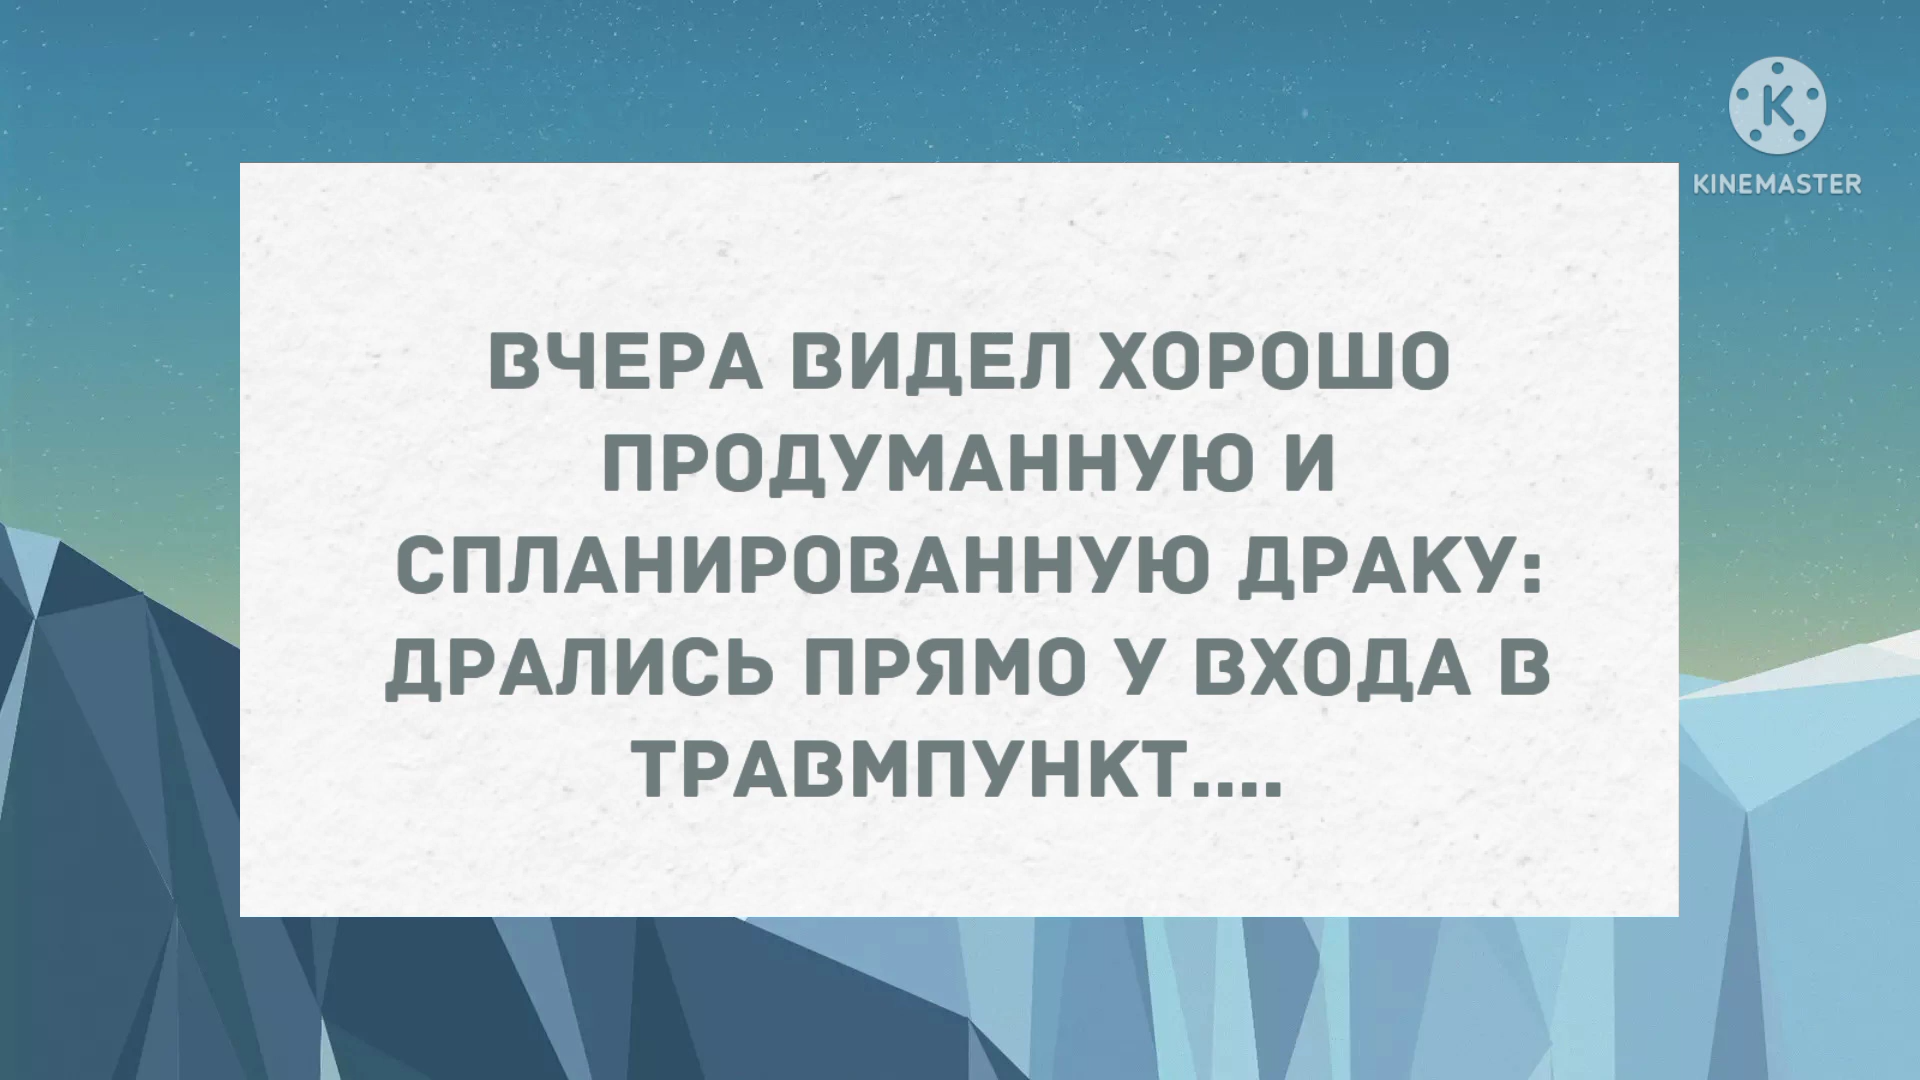 KINEMASTER
ВЧЕРА ВИДЕЛ ХОРОШО
ПРОДУМАННУЮ И
СПЛАНИРОВАННУЮ ДРАКУ:
ДРАЛИСЬ ПРЯМО У ВХОДА В
ТРАВМПУНКТ....